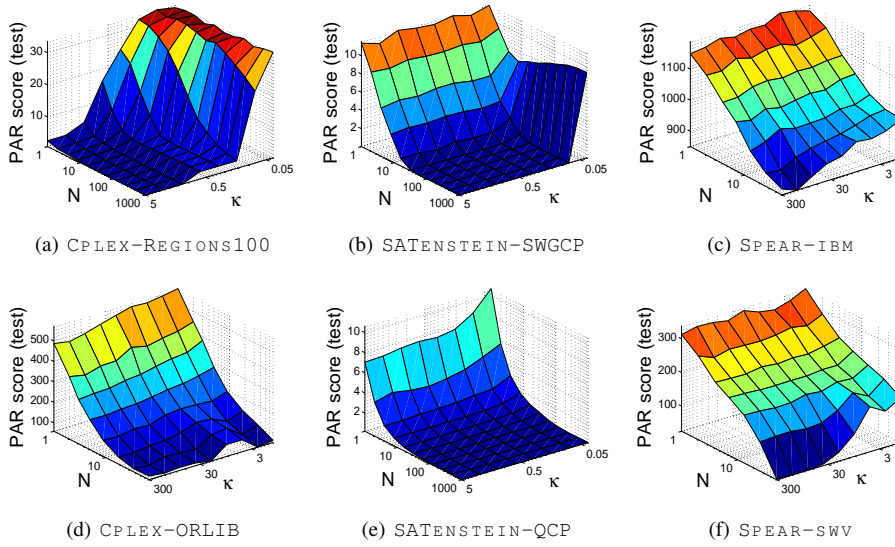 PAR score (test)
30
20
10
1
10
100
1000
N
5
0.5
0.05
κ
(a) CPLEX-REGIONS100
PAR score (test)
10
8
6
4
2
1
10
100
1000
N
5
0.5
0.05
κ
(b) SATENSTEIN-SWGCP
PAR score (test)
1100
1000
900
1
10
300
N
30
3
κ
(c) SPEAR-IBM
PAR score (test)
500
400
300
200
100
1
10
300
N
30
3
κ
(d) CPLEX-ORLIB
PAR score (test)
10
8
6
4
2
1
10
100
1000
N
5
0.5
0.05
κ
(e) SATENSTEIN-QCP
PAR score (test)
300
200
100
1
10
300
N
30
3
κ
(f) SPEAR-SWV